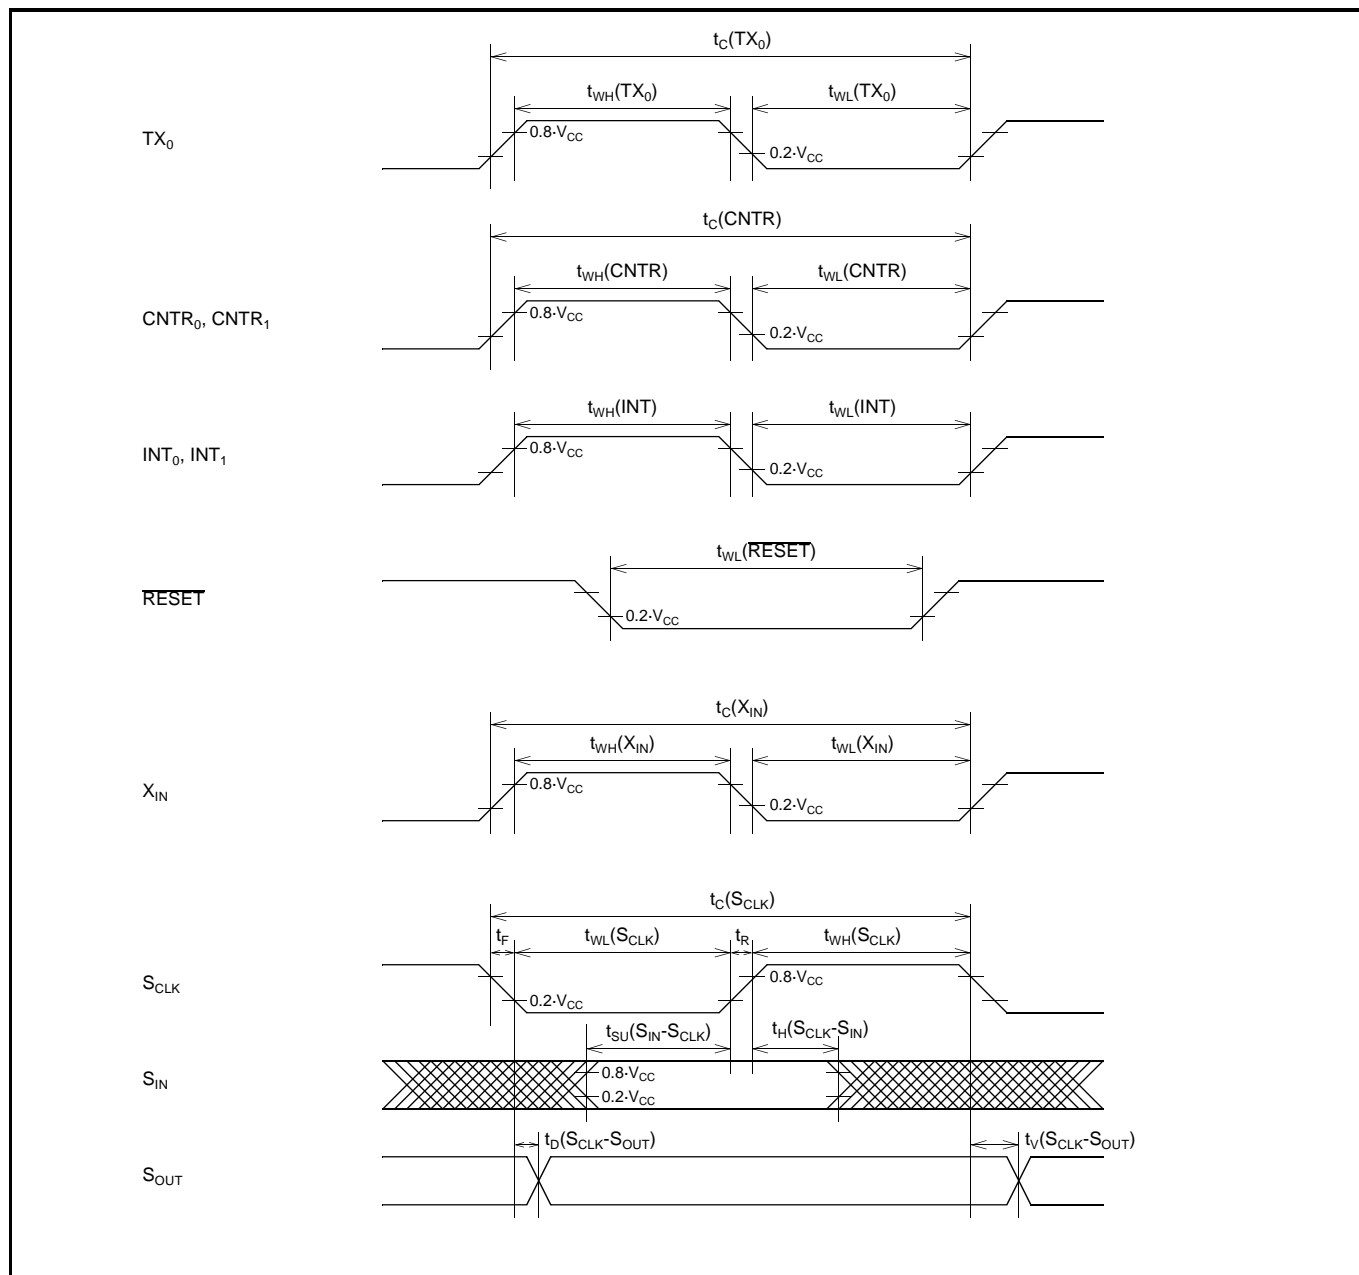 tC(TX0)
tWH(TX0) tWL(TX0)
TX0 0.8·VCC 0.2·VCC
tC(CNTR)
tWH(CNTR) tWL(CNTR)
CNTR0, CNTR1 0.8·VCC 0.2·VCC
tWH(INT) tWL(INT)
INT0, INT1 0.8·VCC 0.2·VCC
tWL(R̅E̅S̅E̅T̅)
R̅E̅S̅E̅T̅ 0.2·VCC
tC(XIN)
tWH(XIN) tWL(XIN)
XIN 0.8·VCC 0.2·VCC
tC(SCLK)
tF tWL(SCLK) tR tWH(SCLK)
SCLK 0.2·VCC 0.8·VCC
tSU(SIN-SCLK) tH(SCLK-SIN)
SIN 0.8·VCC
0.2·VCC
tD(SCLK-SOUT) tV(SCLK-SOUT)
SOUT